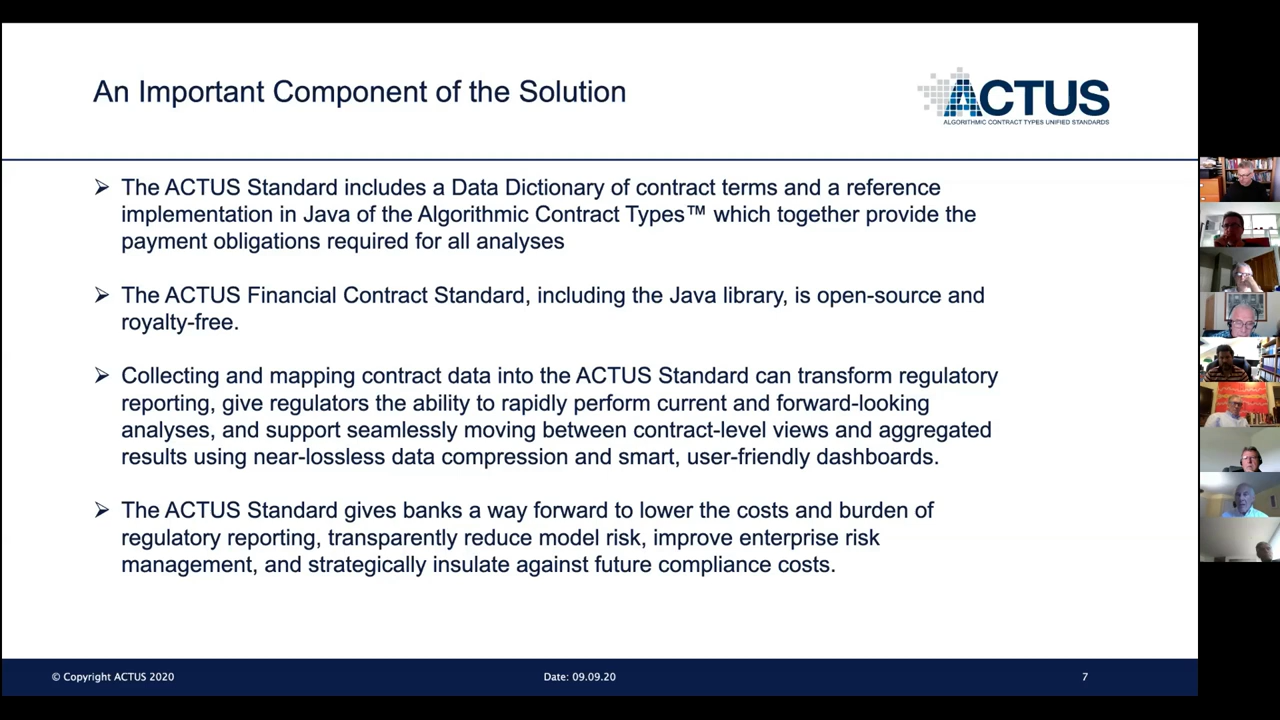 An Important Component of the Solution
ACTUS
ALGORITHMIC CONTRACT TYPES UNIFIED STANDARDS
➢ The ACTUS Standard includes a Data Dictionary of contract terms and a reference
implementation in Java of the Algorithmic Contract Types™ which together provide the
payment obligations required for all analyses
➢ The ACTUS Financial Contract Standard, including the Java library, is open-source and
royalty-free.
➢ Collecting and mapping contract data into the ACTUS Standard can transform regulatory
reporting, give regulators the ability to rapidly perform current and forward-looking
analyses, and support seamlessly moving between contract-level views and aggregated
results using near-lossless data compression and smart, user-friendly dashboards.
➢ The ACTUS Standard gives banks a way forward to lower the costs and burden of
regulatory reporting, transparently reduce model risk, improve enterprise risk
management, and strategically insulate against future compliance costs.
© Copyright ACTUS 2020
Date: 09.09.20
7